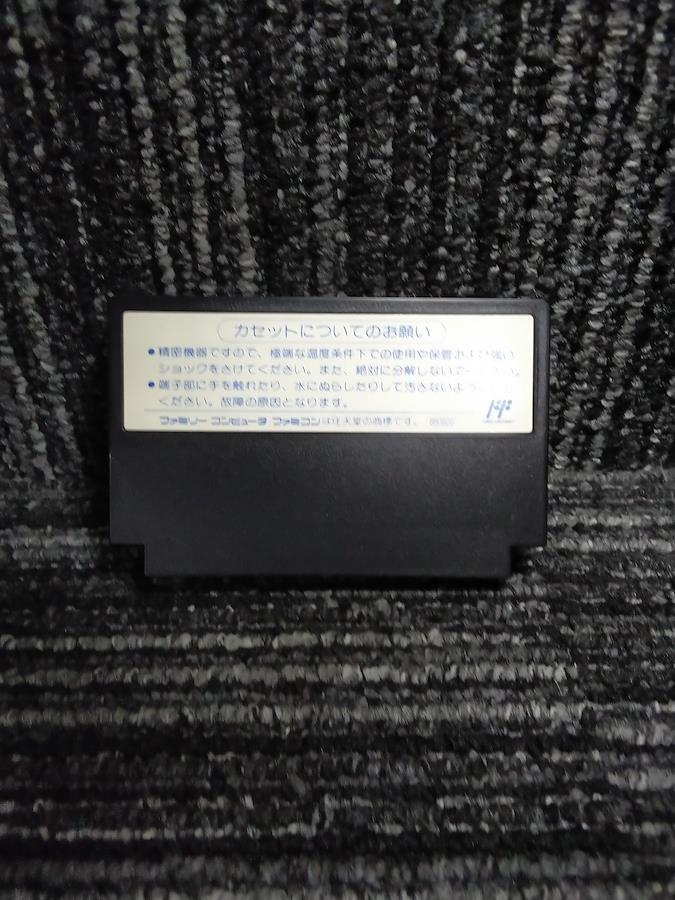 カセットについてのお願い
●精密機器ですので、極端な温度条件下での使用や保管および強い
ショックをさけてください。また、絶対に分解しないでください。
●端子部に手を触れたり、水にぬらしたりして汚さないように
ください。故障の原因となります。
ファミリー コンピュータ ファミコンは任天堂の商標です。